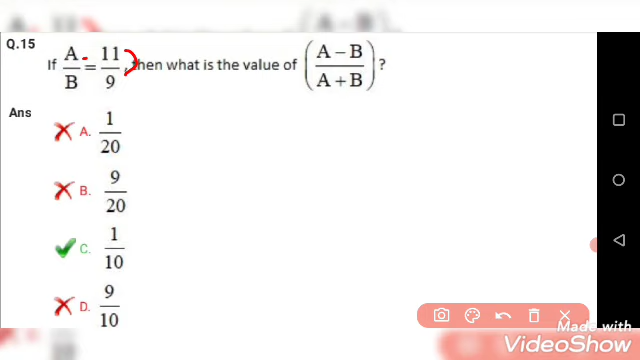 Q.15
If A/B = 11/9, then what is the value of (A − B / A + B) ?
Ans
A. 1/20
B. 9/20
C. 1/10
D. 9/10
Made with
VideoShow